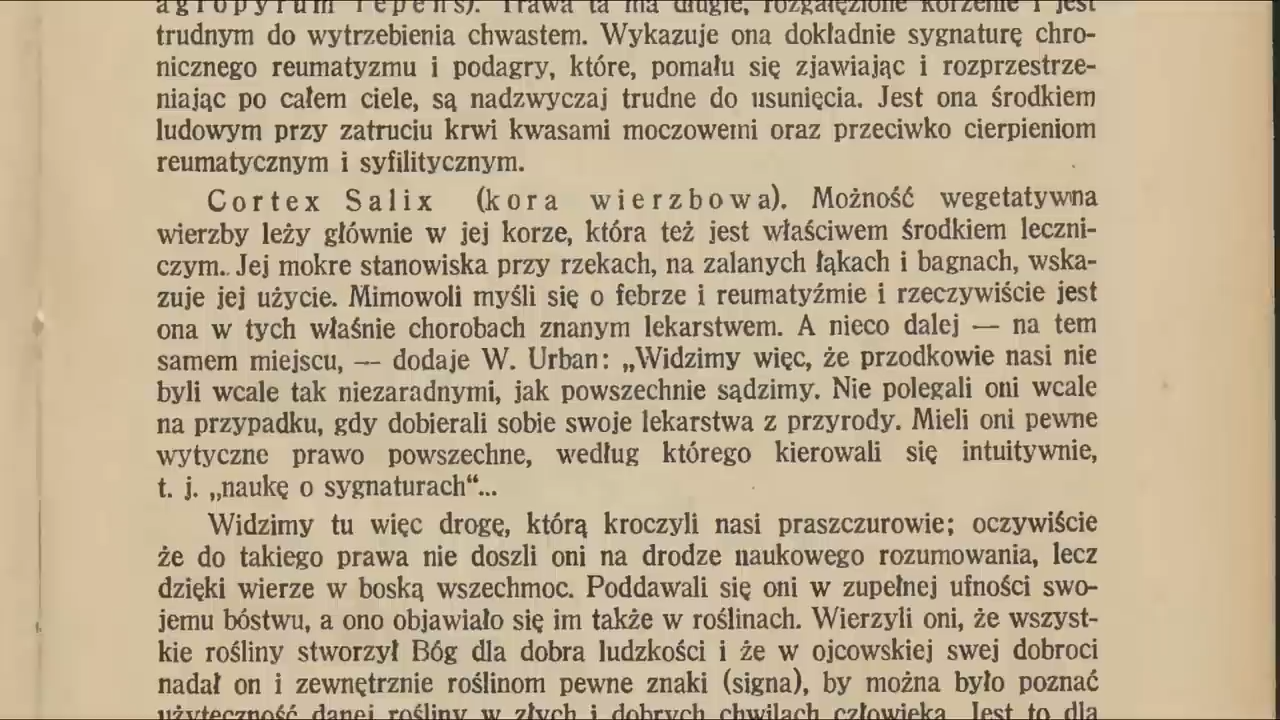 agropyrum repens). Trawa ta ma długie, rozgałęzione korzenie i jest
trudnym do wytrzebienia chwastem. Wykazuje ona dokładnie sygnaturę chro-
nicznego reumatyzmu i podagry, które, pomału się zjawiając i rozprzestrze-
niając po całem ciele, są nadzwyczaj trudne do usunięcia. Jest ona środkiem
ludowym przy zatruciu krwi kwasami moczowemi oraz przeciwko cierpieniom
reumatycznym i syfilitycznym.
Cortex Salix (kora wierzbowa). Możność wegetatywna
wierzby leży głównie w jej korze, która też jest właściwem środkiem leczni-
czym.. Jej mokre stanowiska przy rzekach, na zalanych łąkach i bagnach, wska-
zuje jej użycie. Mimowoli myśli się o febrze i reumatyźmie i rzeczywiście jest
ona w tych właśnie chorobach znanym lekarstwem. A nieco dalej — na tem
samem miejscu, — dodaje W. Urban: „Widzimy więc, że przodkowie nasi nie
byli wcale tak niezaradnymi, jak powszechnie sądzimy. Nie polegali oni wcale
na przypadku, gdy dobierali sobie swoje lekarstwa z przyrody. Mieli oni pewne
wytyczne prawo powszechne, według którego kierowali się intuitywnie,
t. j. „naukę o sygnaturach“...
Widzimy tu więc drogę, którą kroczyli nasi praszczurowie; oczywiście
że do takiego prawa nie doszli oni na drodze naukowego rozumowania, lecz
dzięki wierze w boską wszechmoc. Poddawali się oni w zupełnej ufności swo-
jemu bóstwu, a ono objawiało się im także w roślinach. Wierzyli oni, że wszyst-
kie rośliny stworzył Bóg dla dobra ludzkości i że w ojcowskiej swej dobroci
nadał on i zewnętrznie roślinom pewne znaki (signa), by można było poznać
użyteczność danej rośliny w złych i dobrych chwilach człowieka. Jest to dla